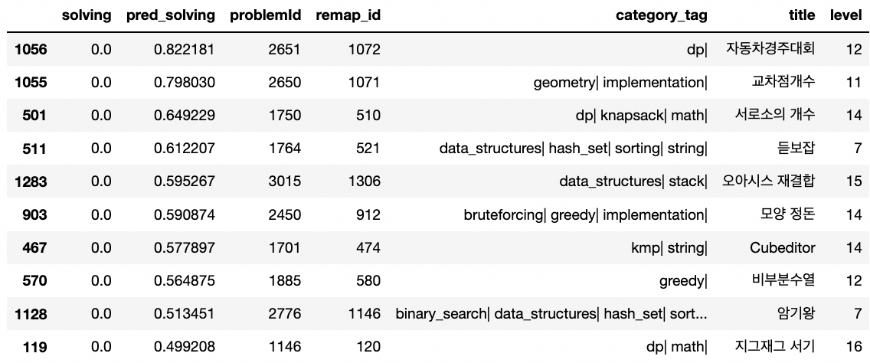 solving pred_solving problemId remap_id category_tag title level
1056 0.0 0.822181 2651 1072 dp| 자동차경주대회 12
1055 0.0 0.798030 2650 1071 geometry| implementation| 교차점개수 11
501 0.0 0.649229 1750 510 dp| knapsack| math| 서로소의 개수 14
511 0.0 0.612207 1764 521 data_structures| hash_set| sorting| string| 듣보잡 7
1283 0.0 0.595267 3015 1306 data_structures| stack| 오아시스 재결합 15
903 0.0 0.590874 2450 912 bruteforcing| greedy| implementation| 모양 정돈 14
467 0.0 0.577897 1701 474 kmp| string| Cubeditor 14
570 0.0 0.564875 1885 580 greedy| 비부분수열 12
1128 0.0 0.513451 2776 1146 binary_search| data_structures| hash_set| sort... 암기왕 7
119 0.0 0.499208 1146 120 dp| math| 지그재그 서기 16